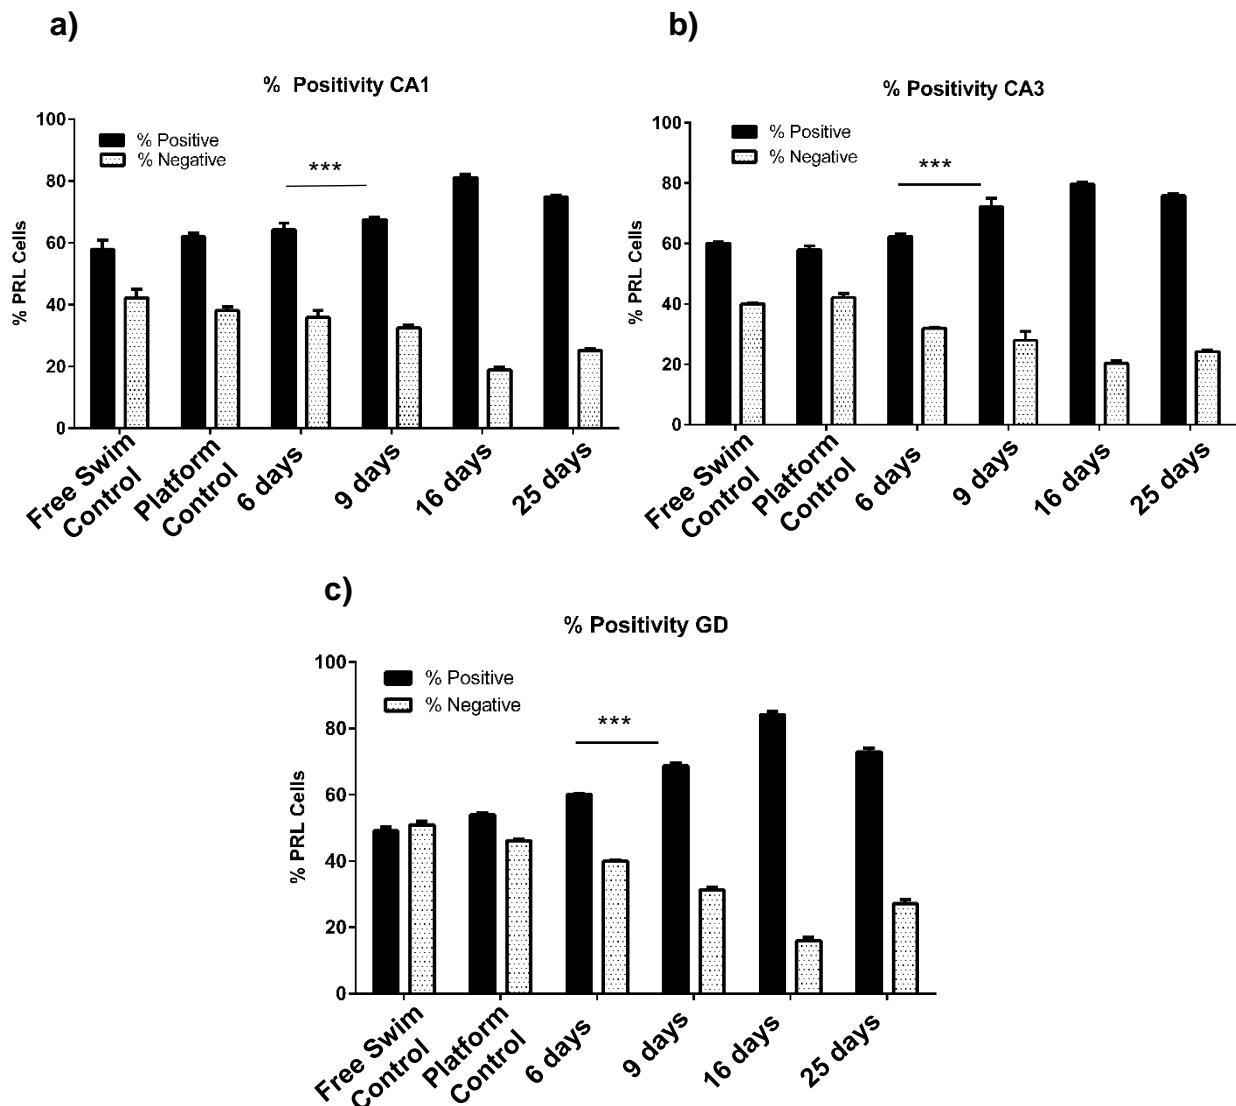 a)
% Positivity CA1
% Positive
% Negative
***
100
80
60
40
20
0
% PRL Cells
Free Swim
Control
Platform
Control
6 days
9 days
16 days
25 days
b)
% Positivity CA3
% Positive
% Negative
***
100
80
60
40
20
0
% PRL Cells
Free Swim
Control
Platform
Control
6 days
9 days
16 days
25 days
c)
% Positivity GD
% Positive
% Negative
***
100
80
60
40
20
0
% PRL Cells
Free Swim
Control
Platform
Control
6 days
9 days
16 days
25 days